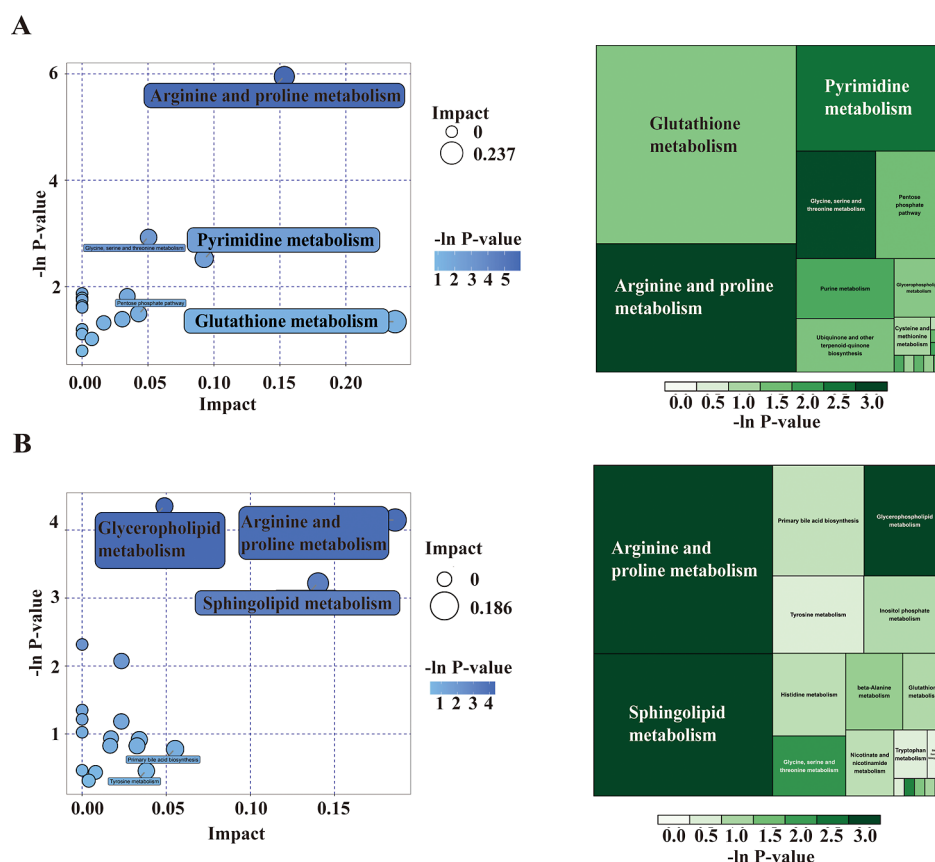 A
-ln P-value
6
4
2
Arginine and proline metabolism
Glycine, serine and threonine metabolism
Pyrimidine metabolism
Pentose phosphate pathway
Glutathione metabolism
0.00 0.05 0.10 0.15 0.20
Impact
Impact
0
0.237
-ln P-value
1 2 3 4 5
Glutathione
metabolism
Pyrimidine
metabolism
Glycine, serine and
threonine metabolism
Pentose
phosphate
pathway
Arginine and proline
metabolism
Purine metabolism
Glycerophospholi
metabolism
Ubiquinone and other
terpenoid-quinone
biosynthesis
Cysteine and
methionine
metabolism
0.0 0.5 1.0 1.5 2.0 2.5 3.0
-ln P-value
B
-ln P-value
4
3
2
1
Glyceropholipid
metabolism
Arginine and
proline metabolism
Sphingolipid metabolism
Primary bile acid biosynthesis
Tyrosine metabolism
0.00 0.05 0.10 0.15
Impact
Impact
0
0.186
-ln P-value
1 2 3 4
Arginine and
proline metabolism
Primary bile acid biosynthesis
Glycerophospholipid
metabolism
Tyrosine metabolism
Inositol phosphate
metabolism
Sphingolipid
metabolism
Histidine metabolism
beta-Alanine
metabolism
Glutathion
metabolis
Glycine, serine and
threonine metabolism
Nicotinate and
nicotinamide
metabolism
Tryptophan
metabolism
0.0 0.5 1.0 1.5 2.0 2.5 3.0
-ln P-value